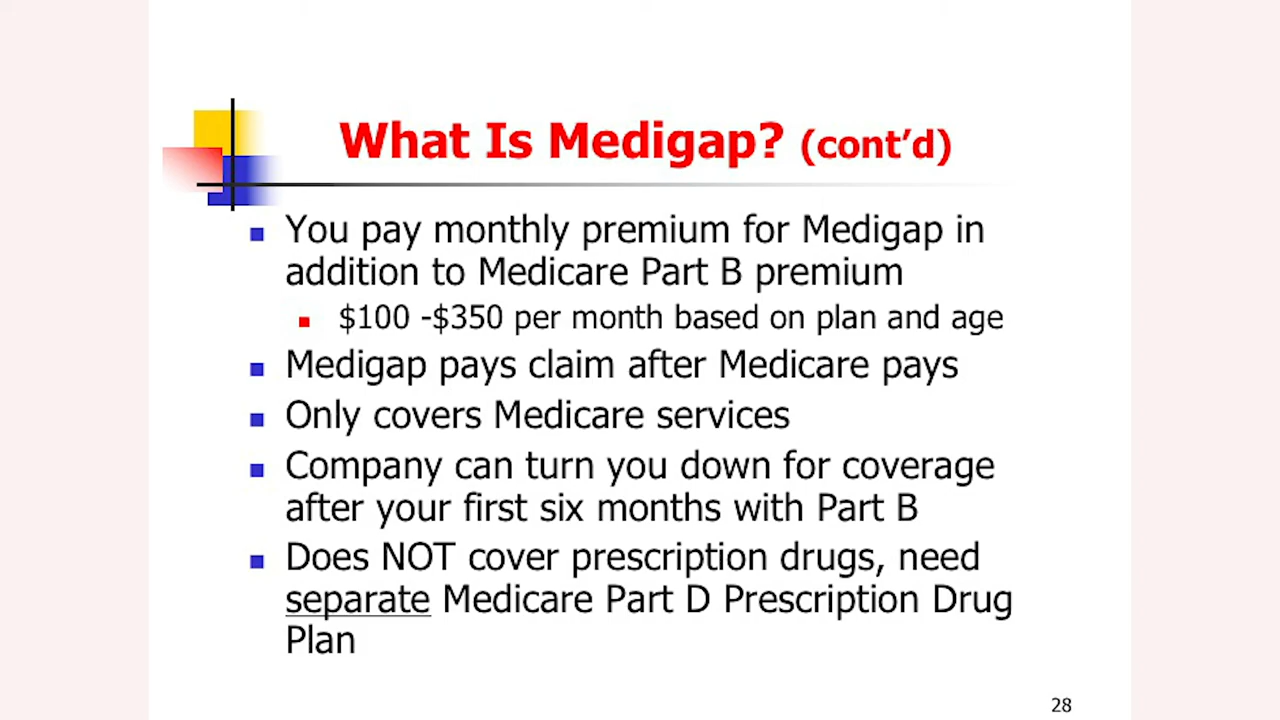 What Is Medigap? (cont’d)
You pay monthly premium for Medigap in
addition to Medicare Part B premium
$100 -$350 per month based on plan and age
Medigap pays claim after Medicare pays
Only covers Medicare services
Company can turn you down for coverage
after your first six months with Part B
Does NOT cover prescription drugs, need
separate Medicare Part D Prescription Drug
Plan
28